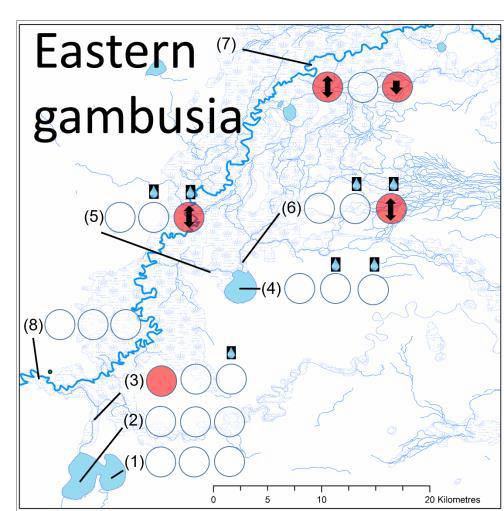 Eastern
gambusia
(7)
(5)
(6)
(4)
(8)
(3)
(2)
(1)
0 5 10 20 Kilometres